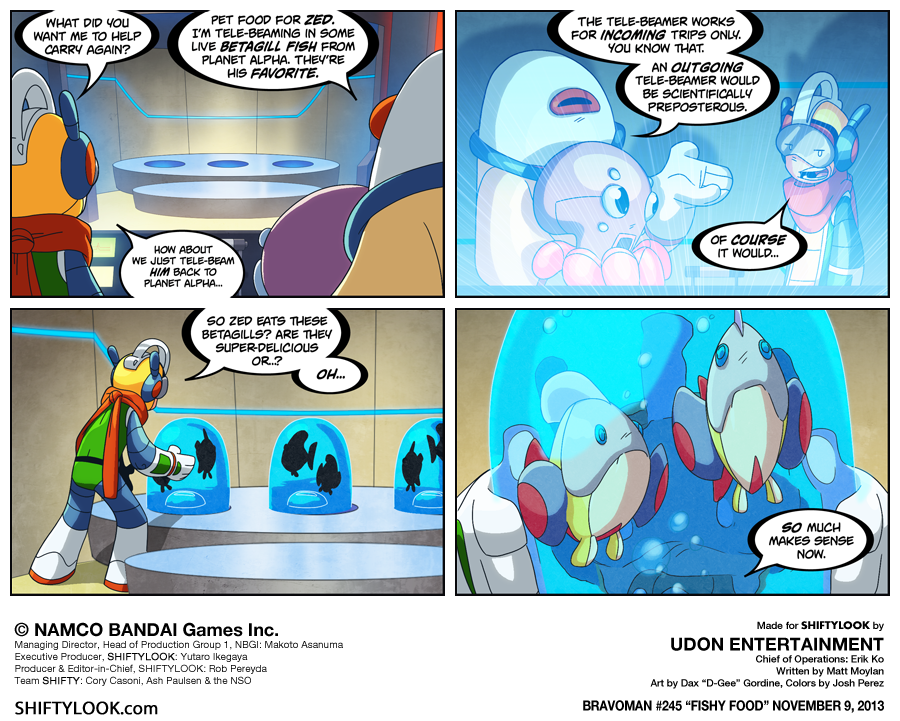 WHAT DID YOU
WANT ME TO HELP
CARRY AGAIN?
PET FOOD FOR ZED.
I'M TELE-BEAMING IN SOME
LIVE BETAGILL FISH FROM
PLANET ALPHA. THEY'RE
HIS FAVORITE.
HOW ABOUT
WE JUST TELE-BEAM
HIM BACK TO
PLANET ALPHA...
THE TELE-BEAMER WORKS
FOR INCOMING TRIPS ONLY.
YOU KNOW THAT.
AN OUTGOING
TELE-BEAMER WOULD
BE SCIENTIFICALLY
PREPOSTEROUS.
OF COURSE
IT WOULD...
SO ZED EATS THESE
BETAGILLS? ARE THEY
SUPER-DELICIOUS
OR..?
OH...
SO MUCH
MAKES SENSE
NOW.
© NAMCO BANDAI Games Inc.
Managing Director, Head of Production Group 1, NBGI: Makoto Asanuma
Executive Producer, SHIFTYLOOK: Yutaro Ikegaya
Producer & Editor-in-Chief, SHIFTYLOOK: Rob Pereyda
Team SHIFTY: Cory Casoni, Ash Paulsen & the NSO
SHIFTYLOOK.com
Made for SHIFTYLOOK by
UDON ENTERTAINMENT
Chief of Operations: Erik Ko
Written by Matt Moylan
Art by Dax "D-Gee" Gordine, Colors by Josh Perez
BRAVOMAN #245 "FISHY FOOD" NOVEMBER 9, 2013